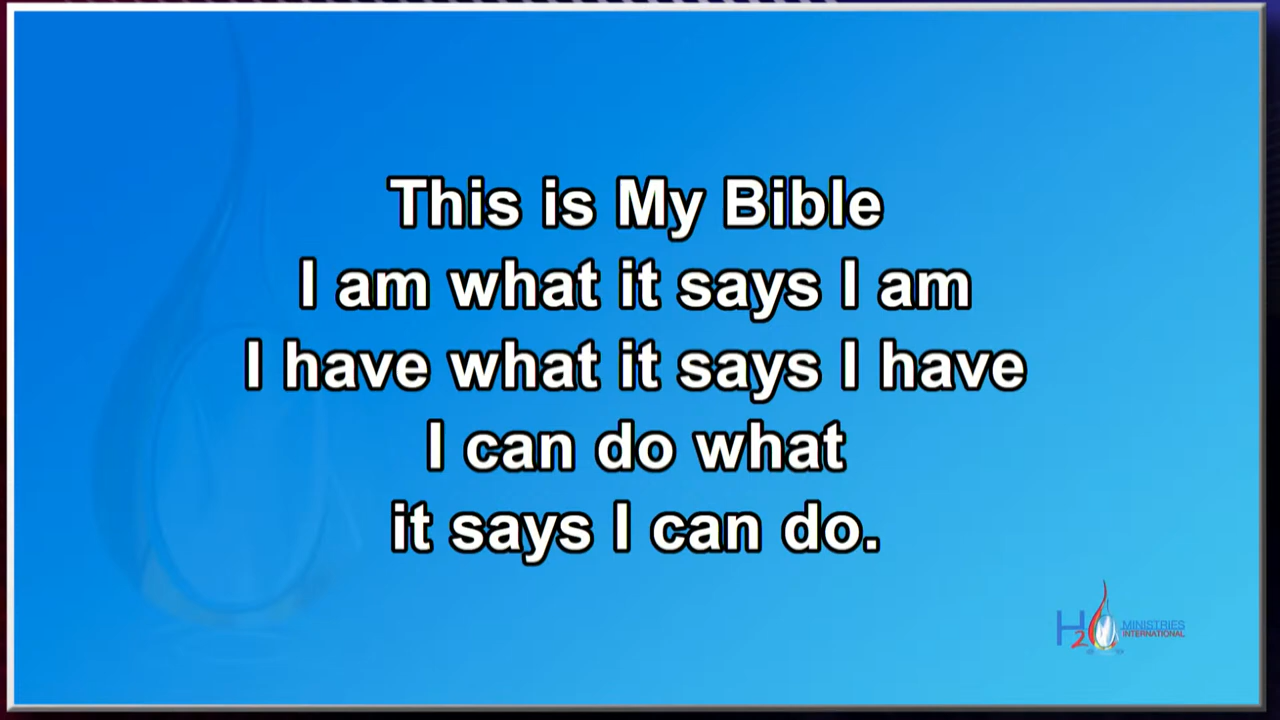 This is My Bible
I am what it says I am
I have what it says I have
I can do what
it says I can do.
H2O MINISTRIES
INTERNATIONAL